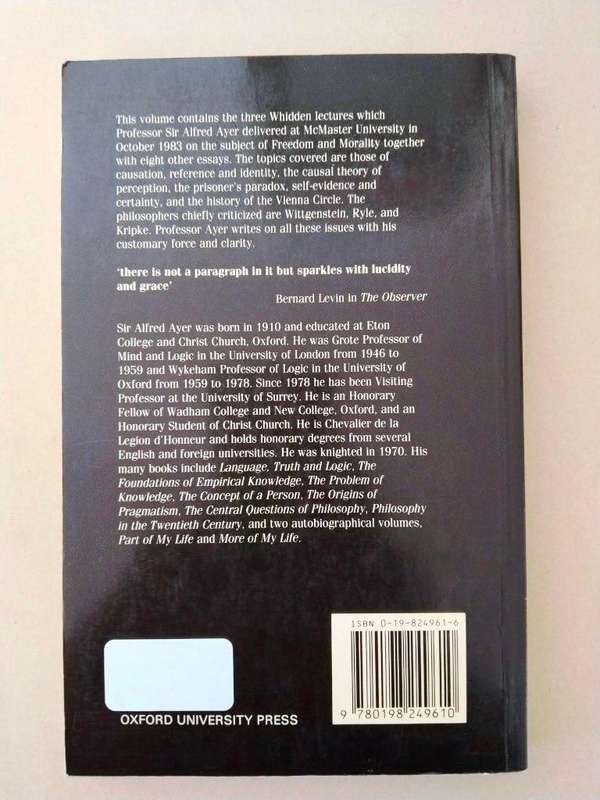 This volume contains the three Whidden lectures which
Professor Sir Alfred Ayer delivered at McMaster University in
October 1983 on the subject of Freedom and Morality together
with eight other essays. The topics covered are those of
causation, reference and identity, the causal theory of
perception, the prisoner's paradox, self-evidence and
certainty, and the history of the Vienna Circle. The
philosophers chiefly criticized are Wittgenstein, Ryle, and
Kripke. Professor Ayer writes on all these issues with his
customary force and clarity.
'there is not a paragraph in it but sparkles with lucidity
and grace'
Bernard Levin in The Observer
Sir Alfred Ayer was born in 1910 and educated at Eton
College and Christ Church, Oxford. He was Grote Professor of
Mind and Logic in the University of London from 1946 to
1959 and Wykeham Professor of Logic in the University of
Oxford from 1959 to 1978. Since 1978 he has been Visiting
Professor at the University of Surrey. He is an Honorary
Fellow of Wadham College and New College, Oxford, and an
Honorary Student of Christ Church. He is Chevalier de la
Legion d'Honneur and holds honorary degrees from several
English and foreign universities. He was knighted in 1970. His
many books include Language, Truth and Logic, The
Foundations of Empirical Knowledge, The Problem of
Knowledge, The Concept of a Person, The Origins of
Pragmatism, The Central Questions of Philosophy, Philosophy
in the Twentieth Century, and two autobiographical volumes,
Part of My Life and More of My Life.
ISBN 0-19-824961-6
9 780198 249610
OXFORD UNIVERSITY PRESS